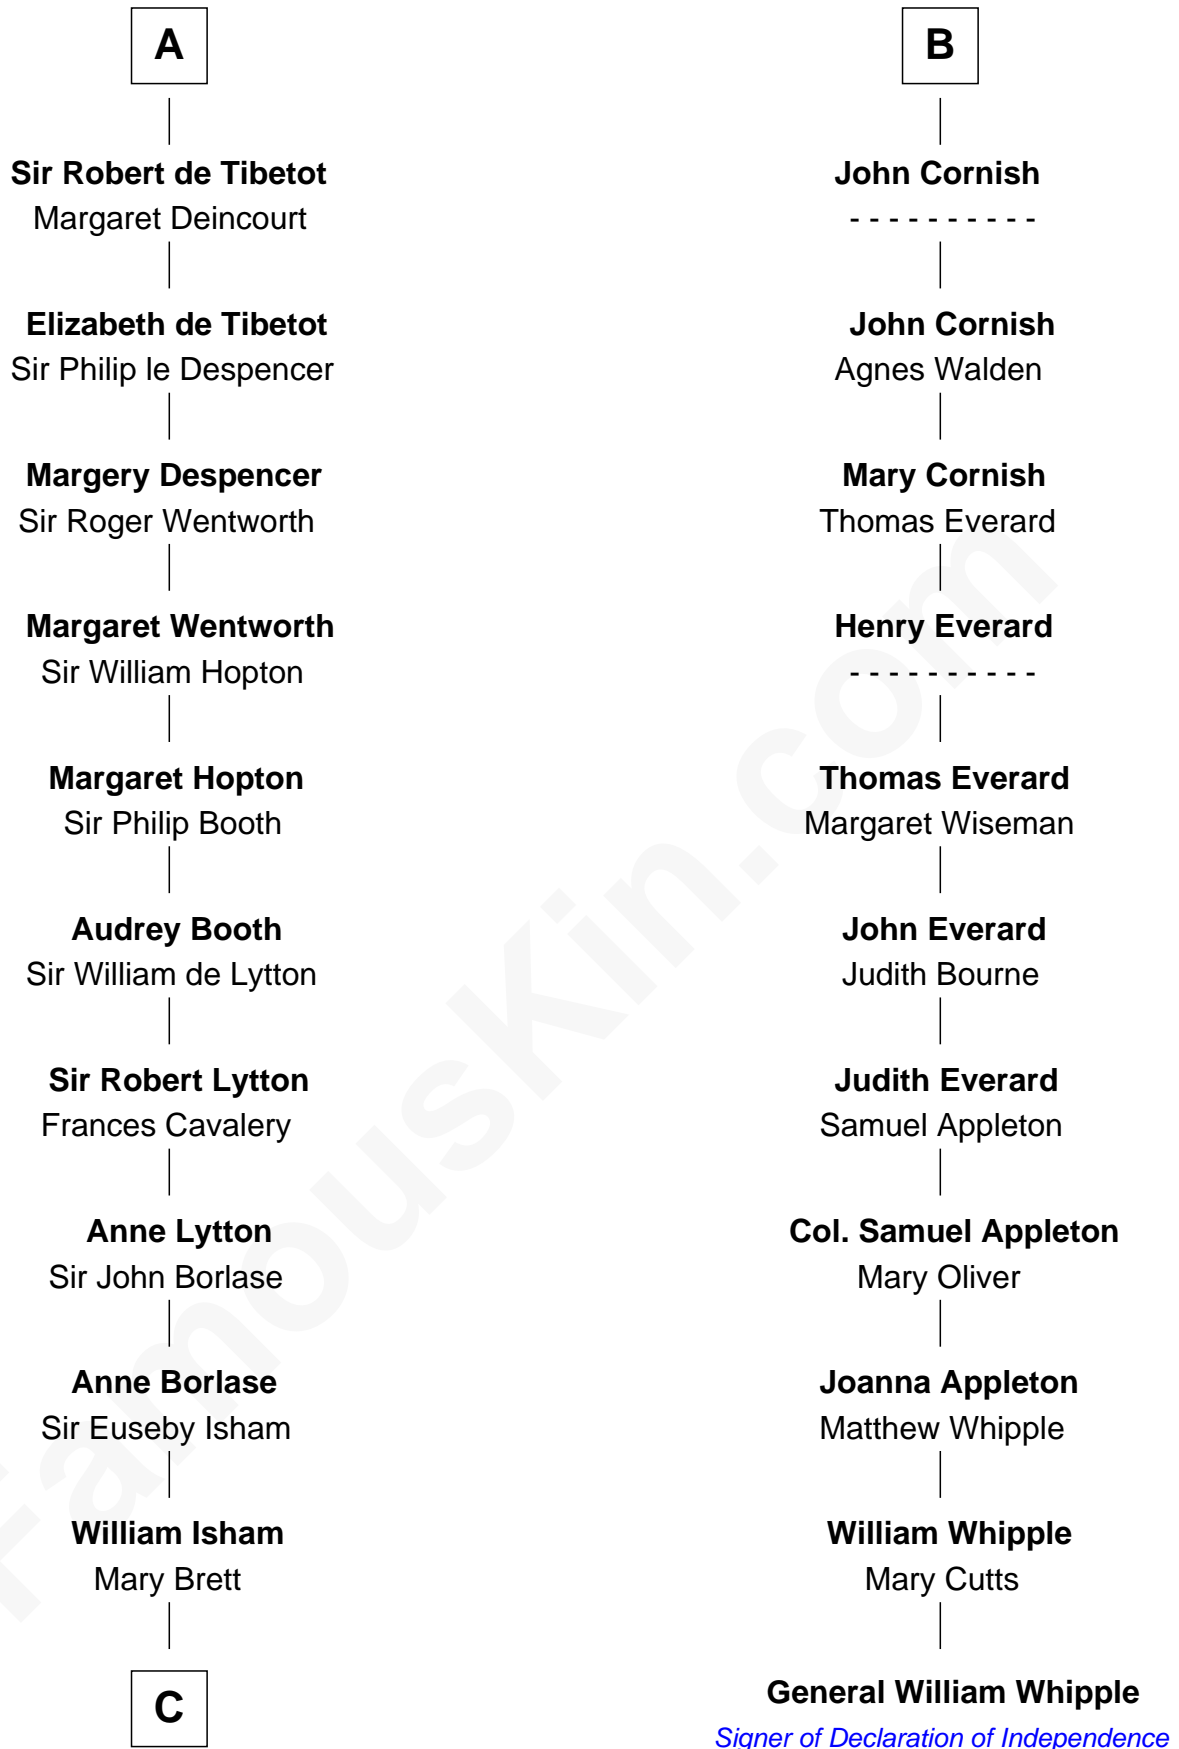 A
Sir Robert de Tibetot
Margaret Deincourt
Elizabeth de Tibetot
Sir Philip le Despencer
Margery Despencer
Sir Roger Wentworth
Margaret Wentworth
Sir William Hopton
Margaret Hopton
Sir Philip Booth
Audrey Booth
Sir William de Lytton
Sir Robert Lytton
Frances Cavalery
Anne Lytton
Sir John Borlase
Anne Borlase
Sir Euseby Isham
William Isham
Mary Brett
C
B
John Cornish
- - - - - - - - - -
John Cornish
Agnes Walden
Mary Cornish
Thomas Everard
Henry Everard
- - - - - - - - - -
Thomas Everard
Margaret Wiseman
John Everard
Judith Bourne
Judith Everard
Samuel Appleton
Col. Samuel Appleton
Mary Oliver
Joanna Appleton
Matthew Whipple
William Whipple
Mary Cutts
General William Whipple
Signer of Declaration of Independence
FamousKin.com